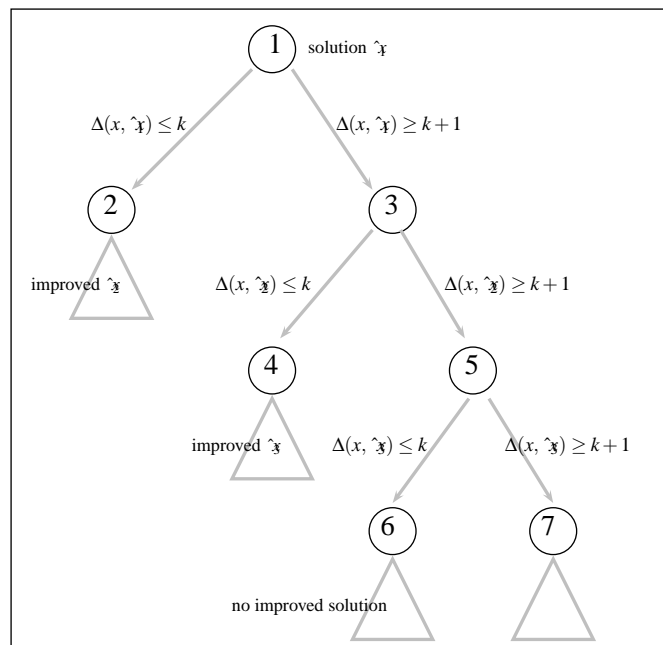 1 solution x̂₁
Δ(x, x̂₁) ≤ k Δ(x, x̂₁) ≥ k + 1
2 3
improved x̂₂ Δ(x, x̂₂) ≤ k Δ(x, x̂₂) ≥ k + 1
4 5
improved x̂₃ Δ(x, x̂₃) ≤ k Δ(x, x̂₃) ≥ k + 1
6 7
no improved solution